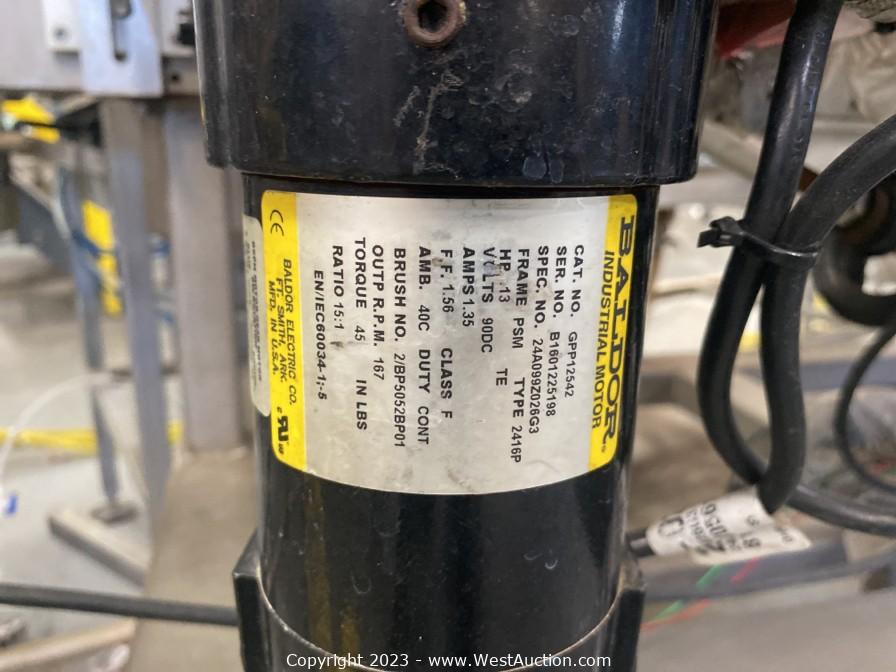 BALDOR®
INDUSTRIAL MOTOR
CAT. NO. GPP12542
SER. NO. B1601225198
SPEC. NO. 24A099Z026G3
FRAME PSM TYPE 2416P
HP .13 TE
VOLTS 90DC
AMPS 1.35
F.F. 1.56 CLASS F
AMB. 40C DUTY CONT
BRUSH NO. 2/BP5052BP01
OUTP R.P.M. 167
TORQUE 45 IN LBS
RATIO 15:1
EN/IEC60034-1;-5
BALDOR ELECTRIC CO.
FT. SMITH, ARK.
MFD. IN U.S.A.
CE
Copyright 2023 - www.WestAuction.com